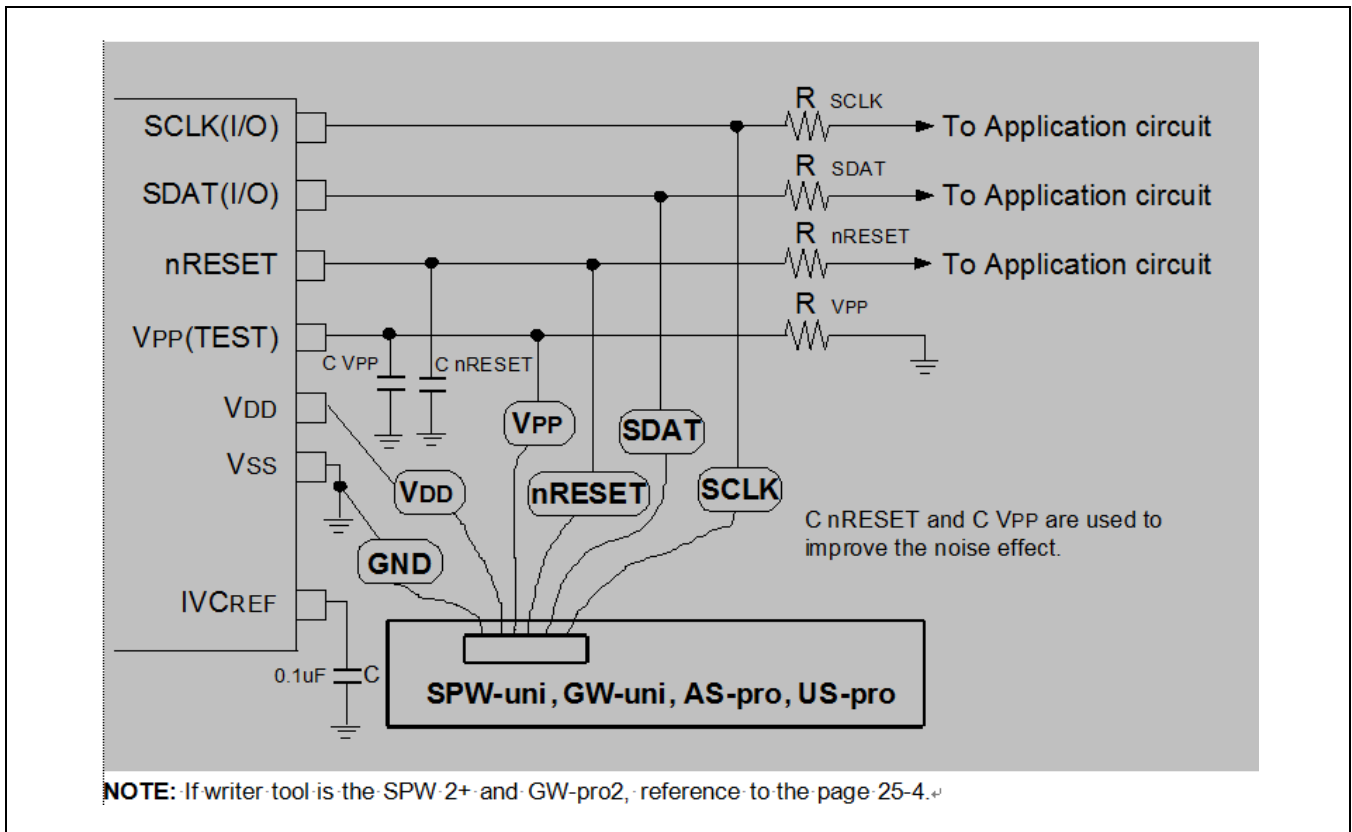 R SCLK
SCLK(I/O)
To Application circuit
R SDAT
SDAT(I/O)
To Application circuit
R nRESET
nRESET
To Application circuit
R VPP
VPP(TEST)
C VPP
C nRESET
VDD
VPP
SDAT
VSS
VDD
nRESET
SCLK
C nRESET and C VPP are used to
improve the noise effect.
GND
IVCREF
0.1uF C
SPW-uni, GW-uni, AS-pro, US-pro
NOTE: If writer tool is the SPW 2+ and GW-pro2, reference to the page 25-4.